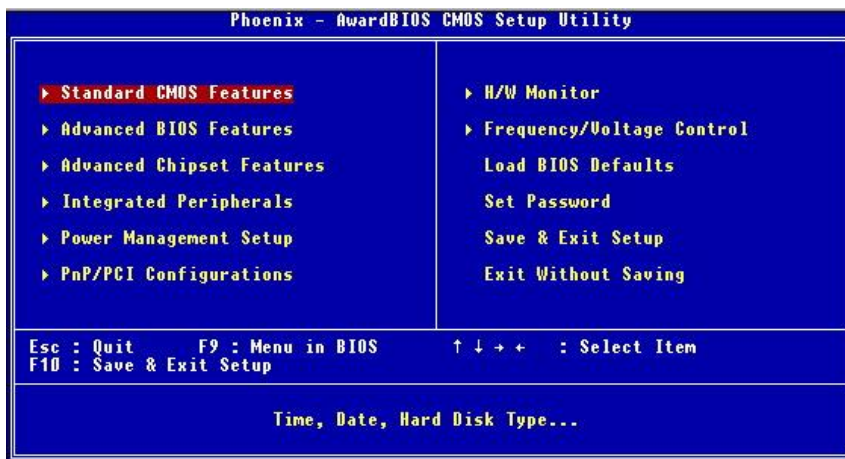 Phoenix - AwardBIOS CMOS Setup Utility
Standard CMOS Features
Advanced BIOS Features
Advanced Chipset Features
Integrated Peripherals
Power Management Setup
PnP/PCI Configurations
H/W Monitor
Frequency/Voltage Control
Load BIOS Defaults
Set Password
Save & Exit Setup
Exit Without Saving
Esc : Quit F9 : Menu in BIOS ↑ ↓ → ← : Select Item
F10 : Save & Exit Setup
Time, Date, Hard Disk Type...